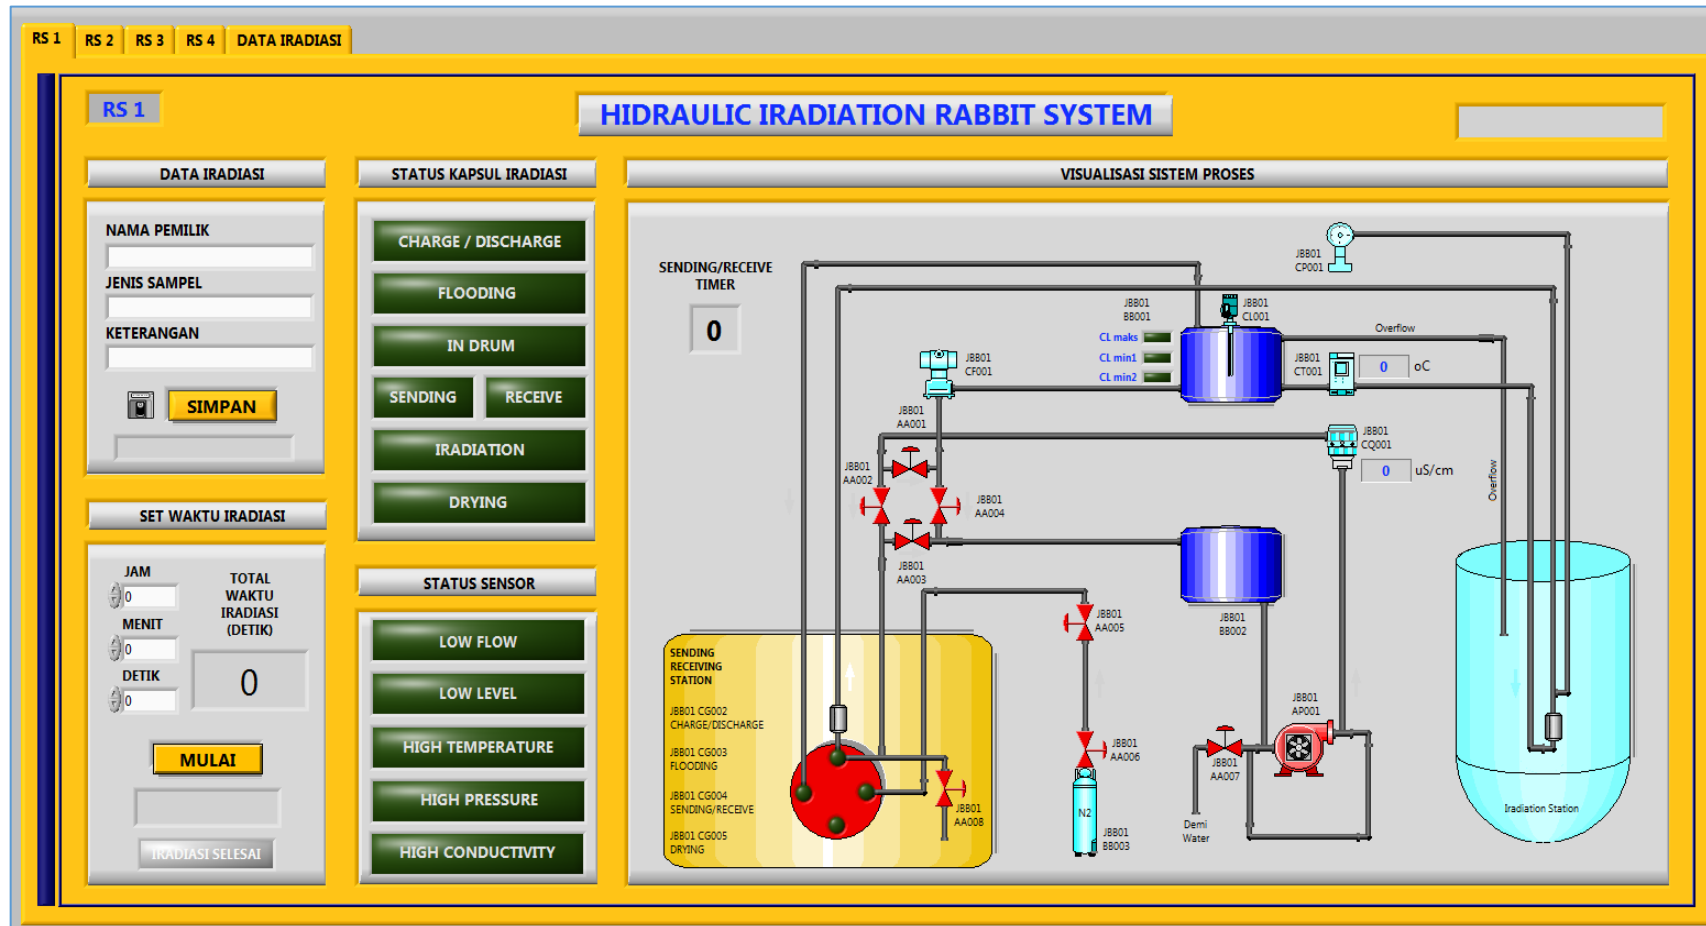 RS 1
RS 2
RS 3
RS 4
DATA IRADIASI
RS 1
HIDRAULIC IRADIATION RABBIT SYSTEM
DATA IRADIASI
NAMA PEMILIK
JENIS SAMPEL
KETERANGAN
SIMPAN
SET WAKTU IRADIASI
JAM
0
MENIT
0
DETIK
0
TOTAL
WAKTU
IRADIASI
(DETIK)
0
MULAI
IRADIASI SELESAI
STATUS KAPSUL IRADIASI
CHARGE / DISCHARGE
FLOODING
IN DRUM
SENDING
RECEIVE
IRADIATION
DRYING
STATUS SENSOR
LOW FLOW
LOW LEVEL
HIGH TEMPERATURE
HIGH PRESSURE
HIGH CONDUCTIVITY
VISUALISASI SISTEM PROSES
SENDING/RECEIVE
TIMER
0
JBB01
CP001
JBB01
BB001
JBB01
CL001
CL maks
CL min1
CL min2
Overflow
JBB01
CT001
0
oC
JBB01
CF001
JBB01
AA001
JBB01
CQ001
0
uS/cm
JBB01
AA002
JBB01
AA004
JBB01
AA003
Overflow
JBB01
BB002
JBB01
AA005
SENDING
RECEIVING
STATION
JBB01 CG002
CHARGE/DISCHARGE
JBB01 CG003
FLOODING
JBB01 CG004
SENDING/RECEIVE
JBB01 CG005
DRYING
JBB01
AA008
JBB01
AA006
N2
JBB01
BB003
JBB01
AP001
JBB01
AA007
Demi
Water
Iradiation Station